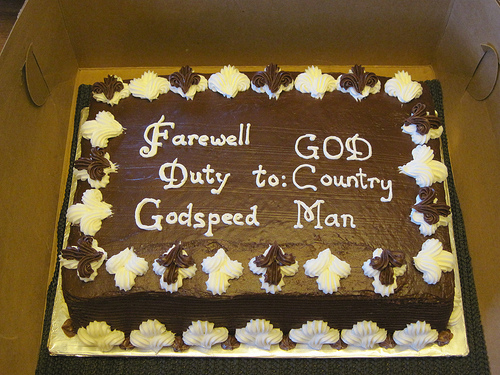 Farewell GOD
Duty to: Country
Godspeed Man